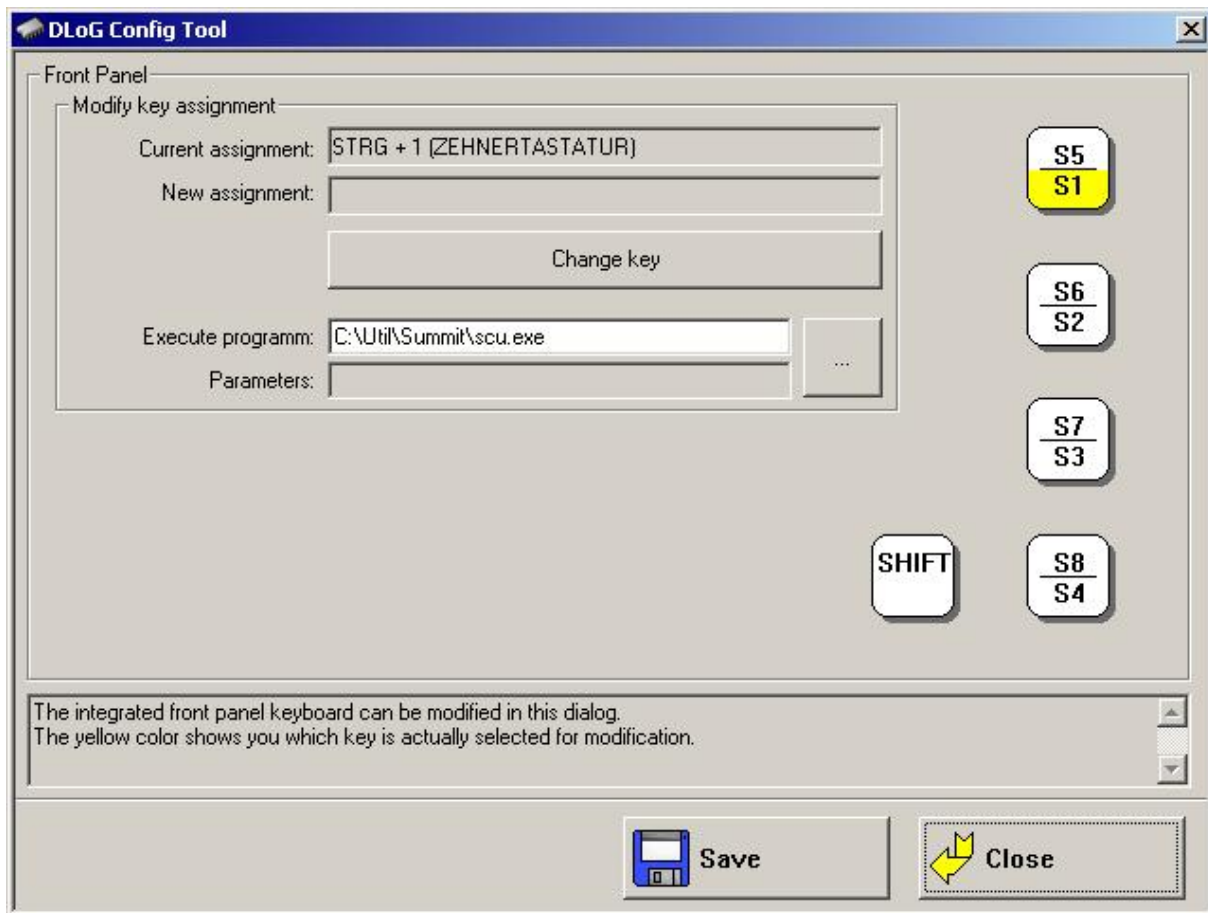 DLoG Config Tool
Front Panel
Modify key assignment
Current assignment: STRG + 1 (ZEHNERTASTATUR)
New assignment:
Change key
Execute programm: C:\Util\Summit\scu.exe
...
Parameters:
S5
S1
S6
S2
S7
S3
SHIFT
S8
S4
The integrated front panel keyboard can be modified in this dialog.
The yellow color shows you which key is actually selected for modification.
Save
Close